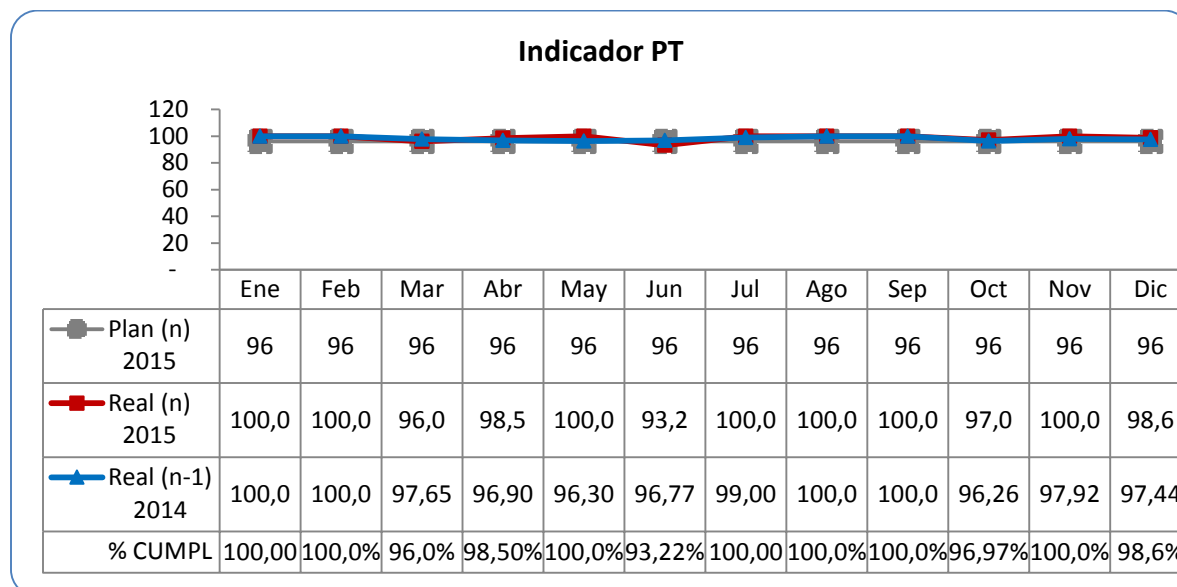 Indicador PT
120
100
80
60
40
20
-
Ene Feb Mar Abr May Jun Jul Ago Sep Oct Nov Dic
Plan (n)
2015
96 96 96 96 96 96 96 96 96 96 96 96
Real (n)
2015
100,0 100,0 96,0 98,5 100,0 93,2 100,0 100,0 100,0 97,0 100,0 98,6
Real (n-1)
2014
100,0 100,0 97,65 96,90 96,30 96,77 99,00 100,0 100,0 96,26 97,92 97,44
% CUMPL 100,00 100,0% 96,0% 98,50% 100,0% 93,22% 100,00 100,0% 100,0% 96,97% 100,0% 98,6%